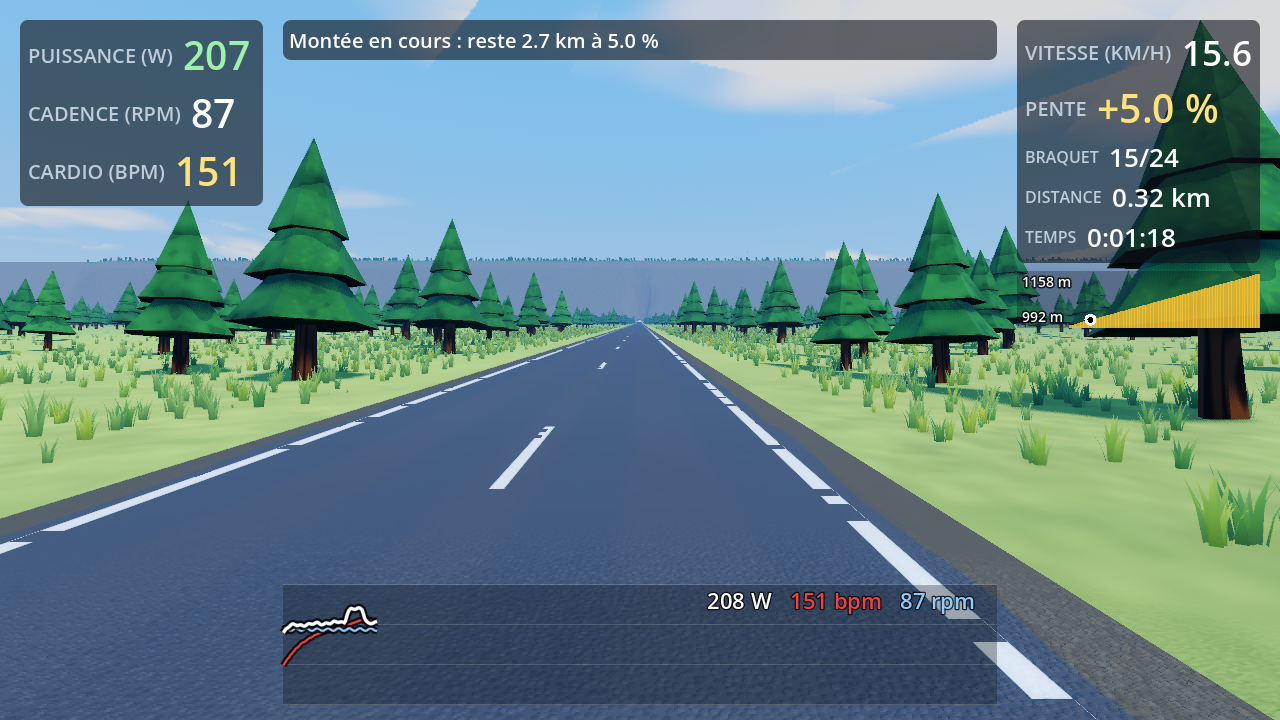 PUISSANCE (W) 207
CADENCE (RPM) 87
CARDIO (BPM) 151
Montée en cours : reste 2.7 km à 5.0 %
VITESSE (KM/H) 15.6
PENTE +5.0 %
BRAQUET 15/24
DISTANCE 0.32 km
TEMPS 0:01:18
1158 m
992 m
208 W 151 bpm 87 rpm